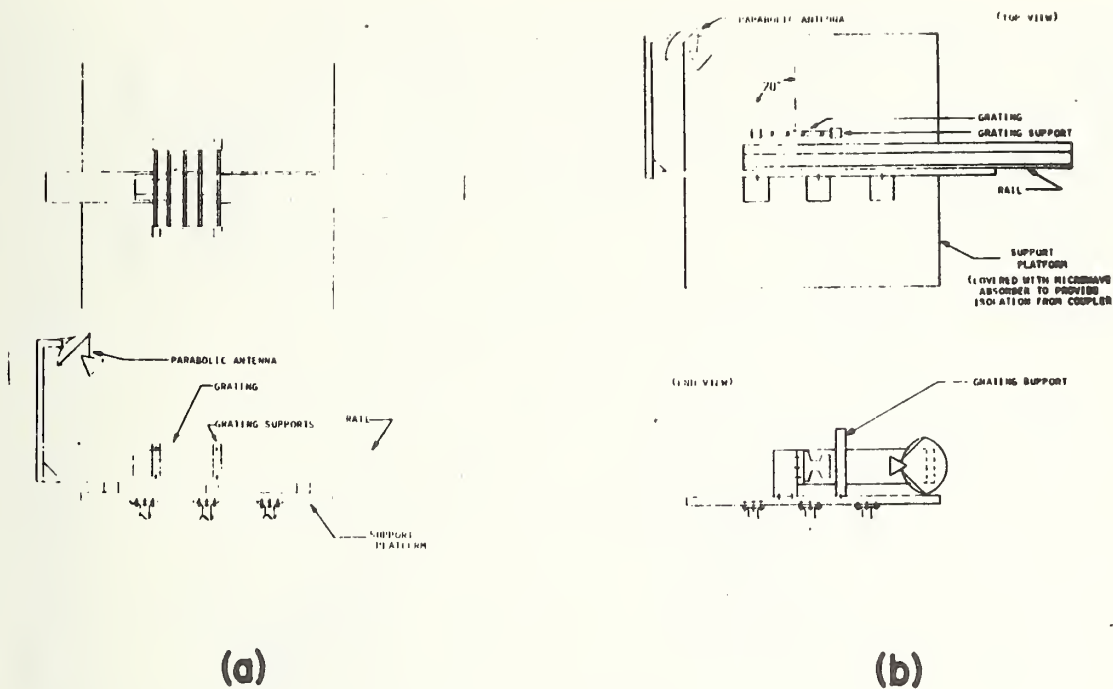 PARABOLIC ANTENNA
GRATING
GRATING SUPPORTS
RAIL
SUPPORT
PLATFCRM
(a)
PARABOLIC ANTENNA
(TOP VIEW)
20°
GRATING
GRATING SUPPORT
RAIL
SUPPORT
PLATFORM
(COVERED WITH MICROWAVE
ABSORBER TO PROVIDE
ISOLATION FROM COUPLER
(END VIEW)
GRATING SUPPORT
(b)